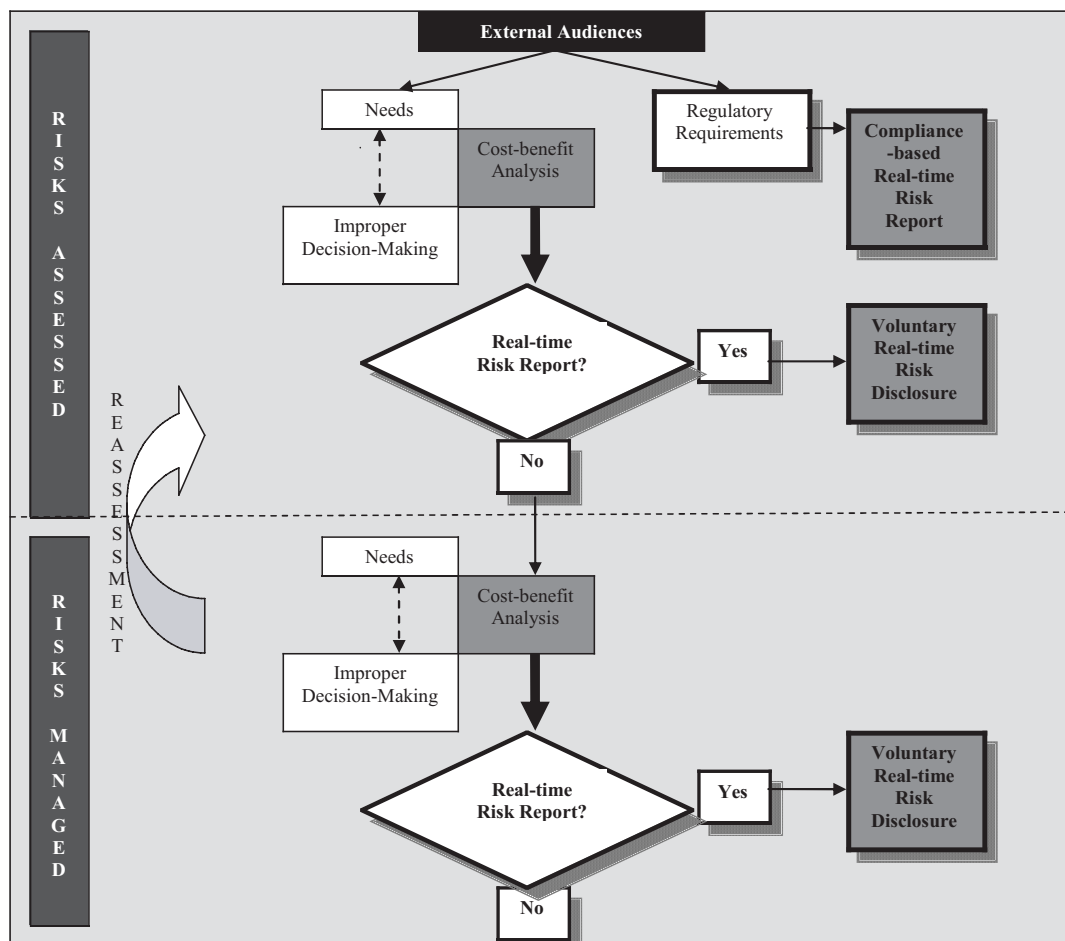 External Audiences
RISKS ASSESSED
Needs
Regulatory
Requirements
Compliance
-based
Real-time
Risk
Report
Cost-benefit
Analysis
Improper
Decision-Making
Real-time
Risk Report?
Yes
Voluntary
Real-time
Risk
Disclosure
No
REASSESSMENT
RISKS MANAGED
Needs
Cost-benefit
Analysis
Improper
Decision-Making
Real-time
Risk Report?
Yes
Voluntary
Real-time
Risk
Disclosure
No